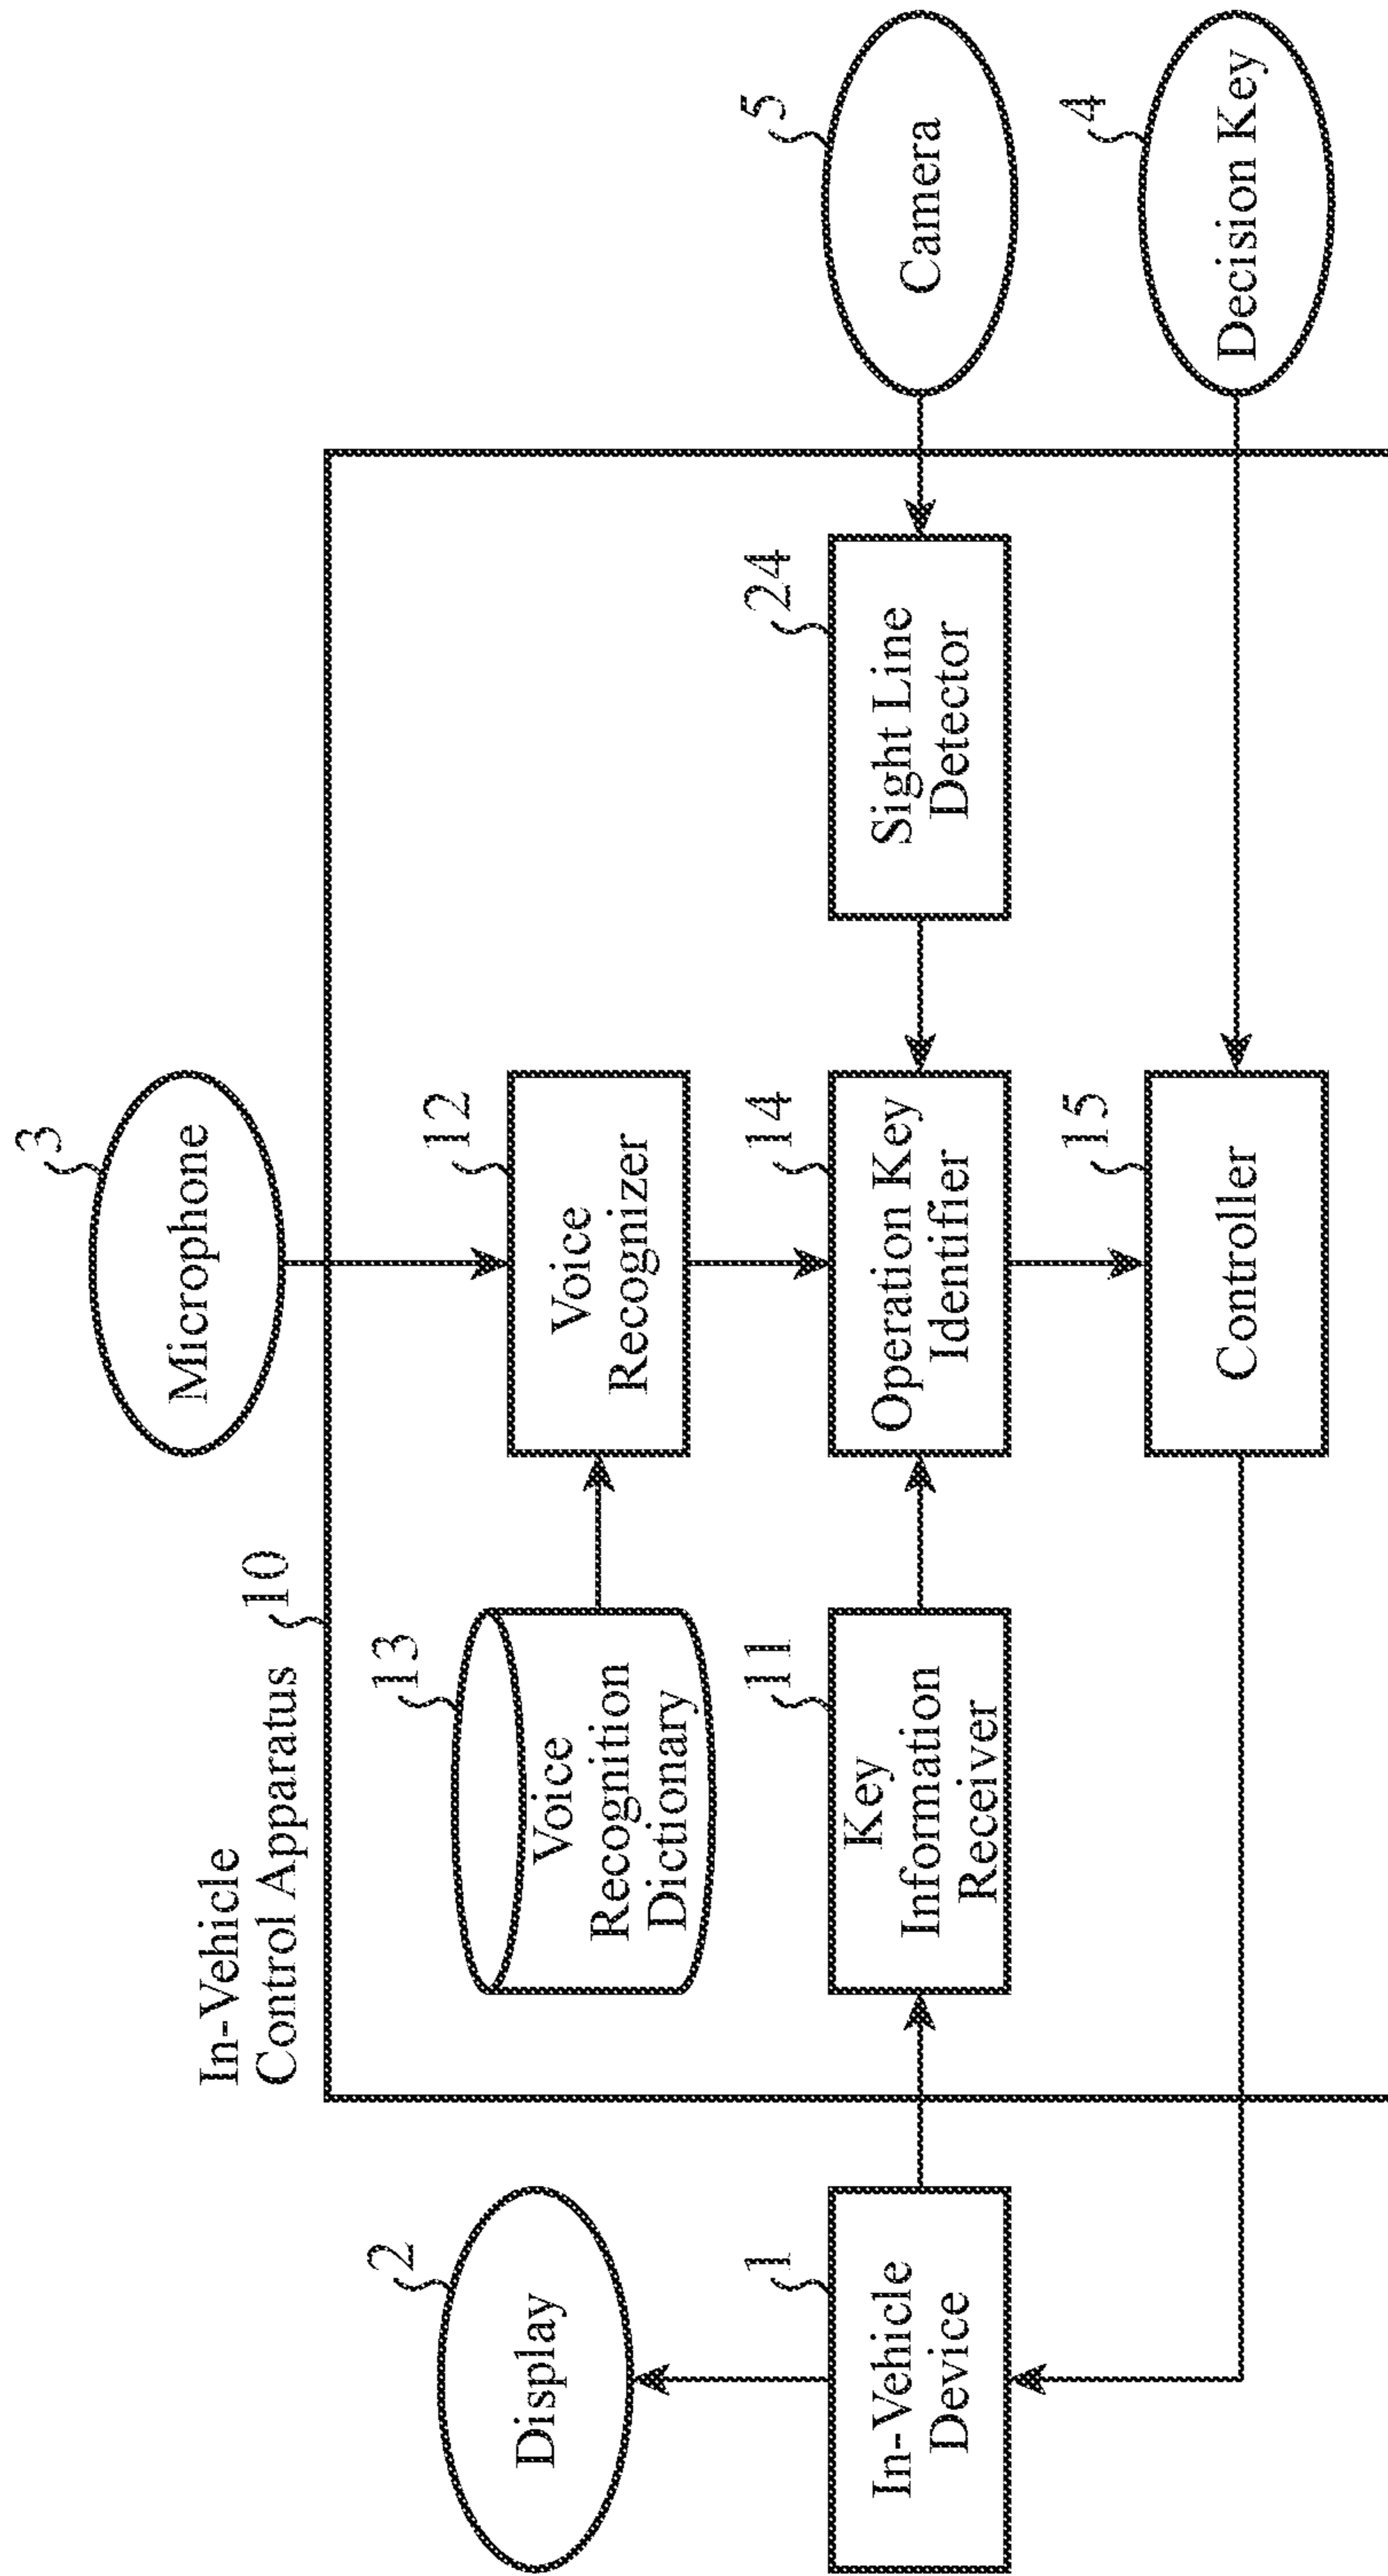 3
Microphone
In-Vehicle
Control Apparatus
10
2
Display
13
Voice
Recognition
Dictionary
12
Voice
Recognizer
1
In-Vehicle
Device
11
Key
Information
Receiver
14
Operation Key
Identifier
24
Sight Line
Detector
5
Camera
15
Controller
4
Decision Key